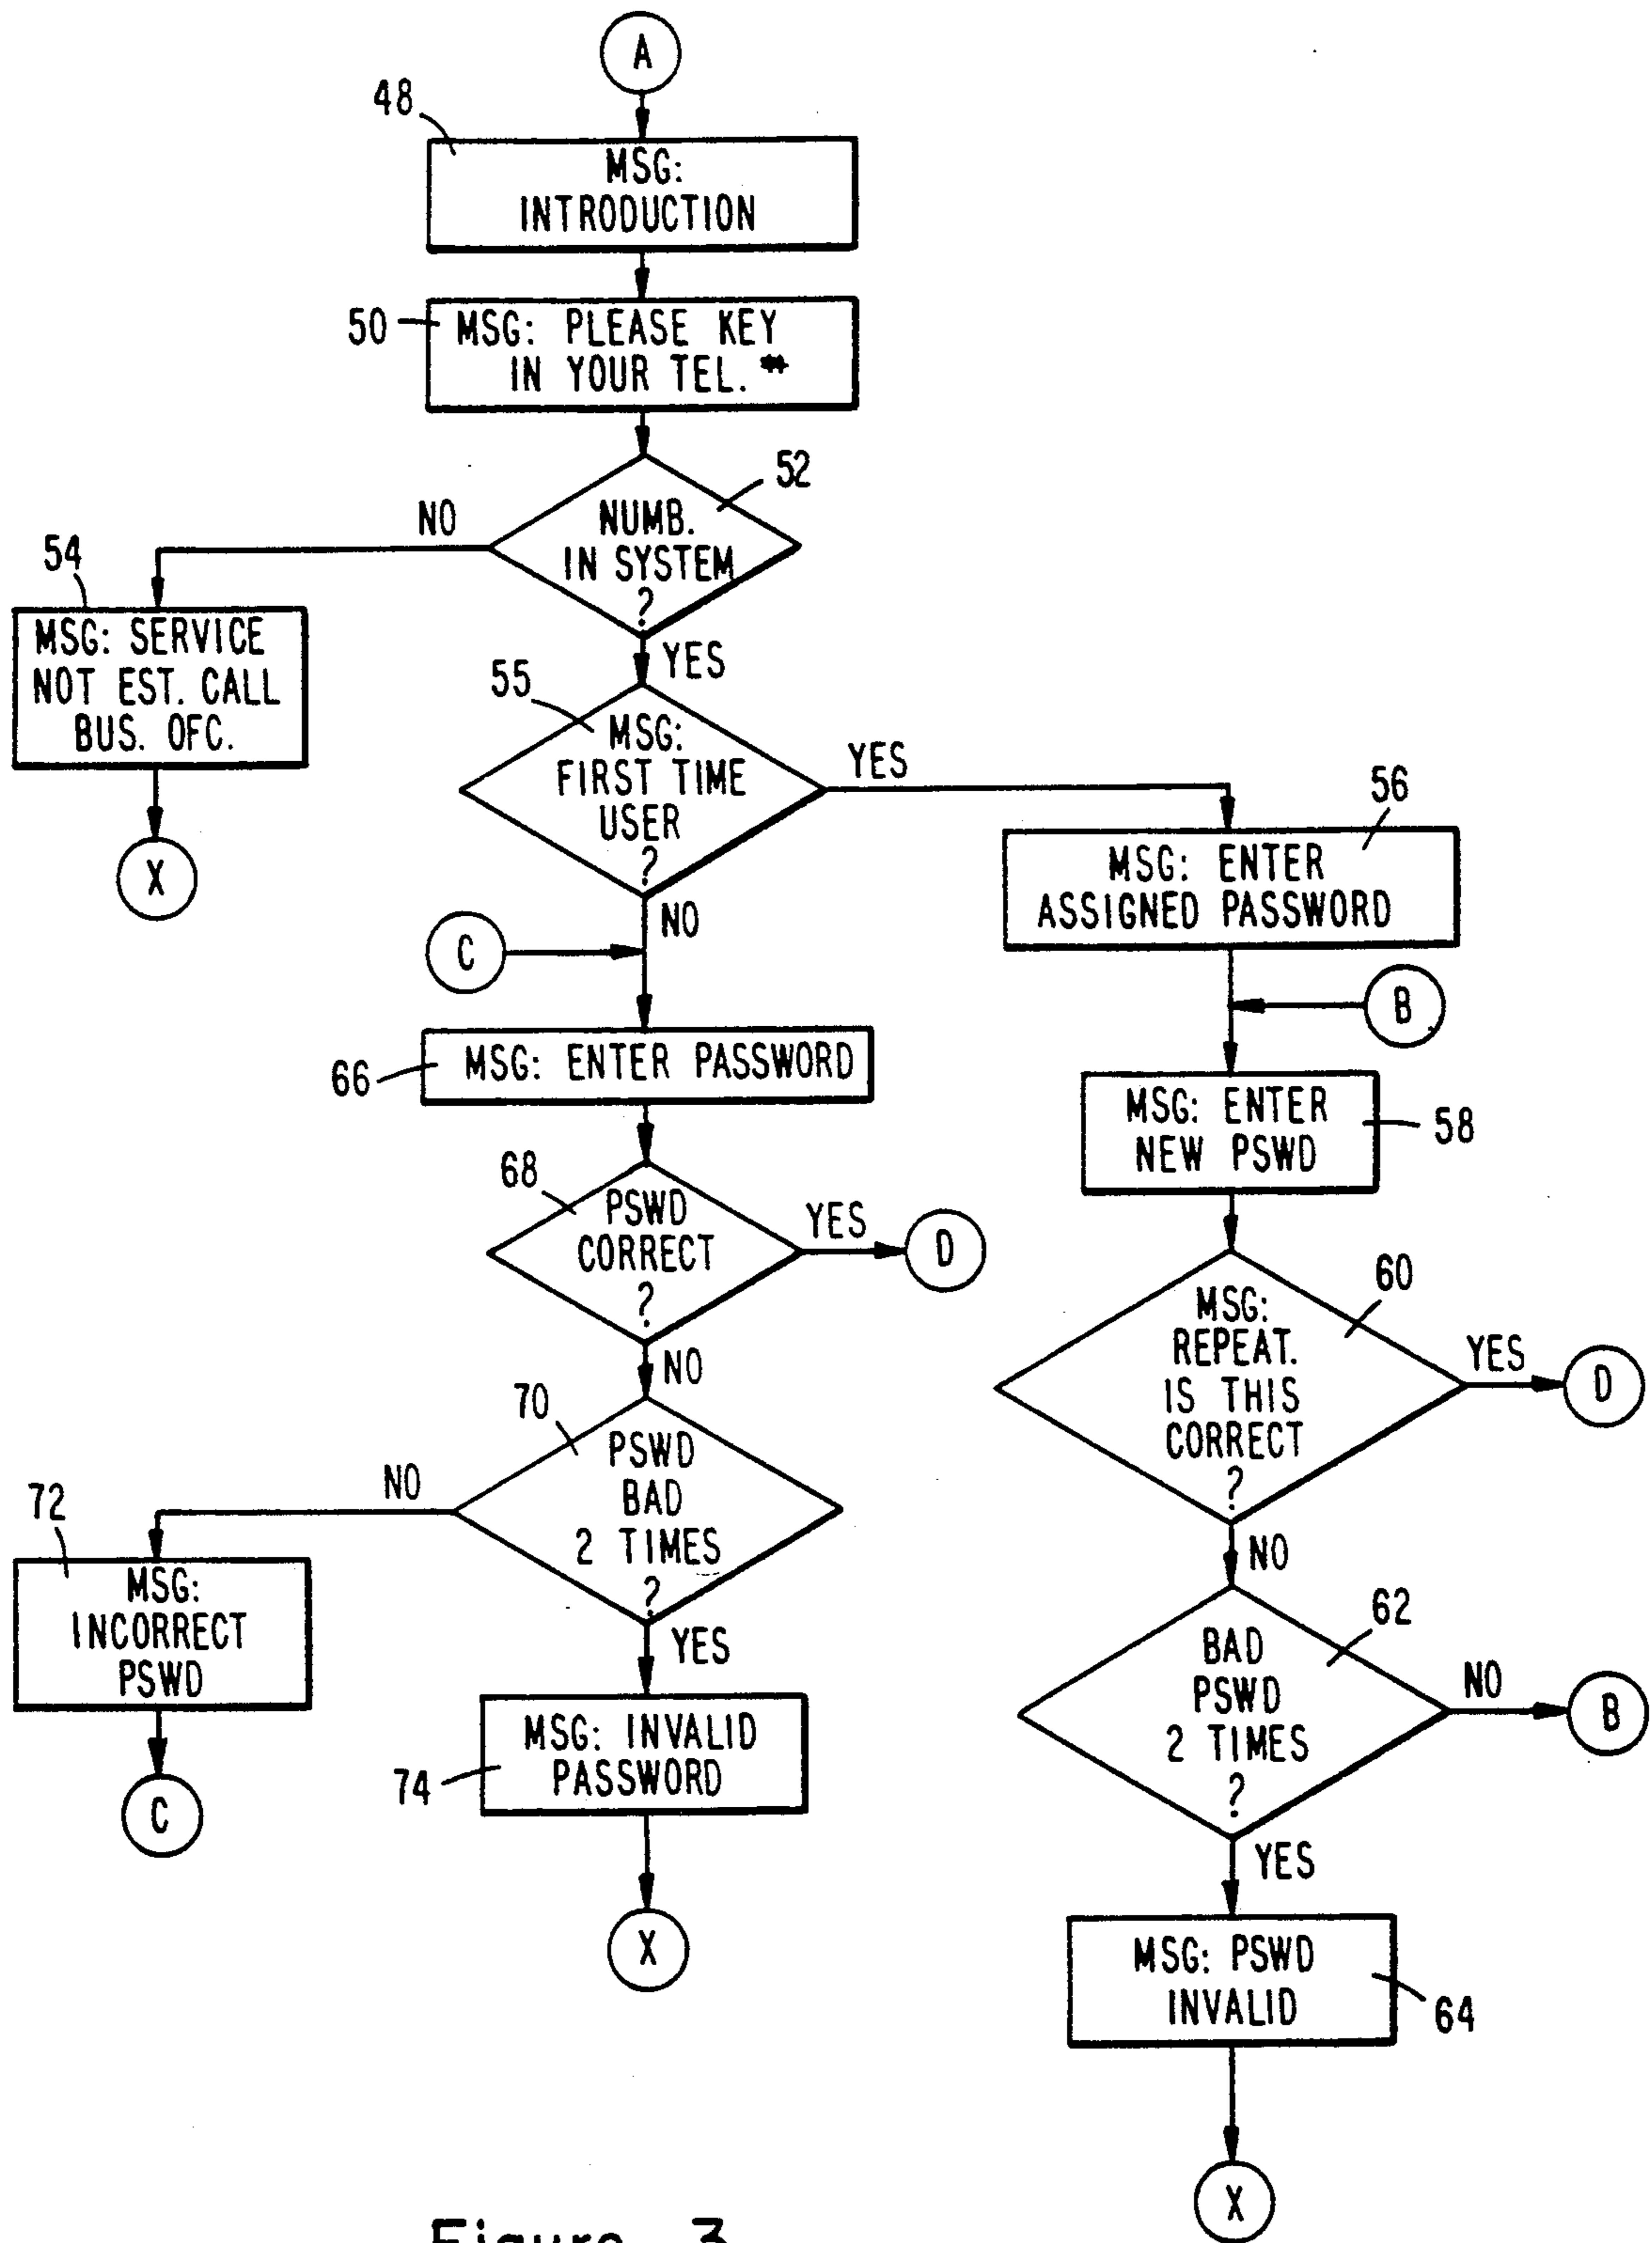 A
48
MSG:
INTRODUCTION
50
MSG: PLEASE KEY
IN YOUR TEL. #
52
NUMB.
IN SYSTEM
?
NO
YES
54
MSG: SERVICE
NOT EST. CALL
BUS. OFC.
X
55
MSG:
FIRST TIME
USER
?
YES
NO
56
MSG: ENTER
ASSIGNED PASSWORD
C
B
66
MSG: ENTER PASSWORD
MSG: ENTER
NEW PSWD
58
68
PSWD
CORRECT
?
YES
D
NO
60
MSG:
REPEAT.
IS THIS
CORRECT
?
YES
D
NO
70
PSWD
BAD
2 TIMES
?
NO
YES
72
MSG:
INCORRECT
PSWD
C
74
MSG: INVALID
PASSWORD
X
62
BAD
PSWD
2 TIMES
?
NO
B
YES
MSG: PSWD
INVALID
64
X
Figure 3